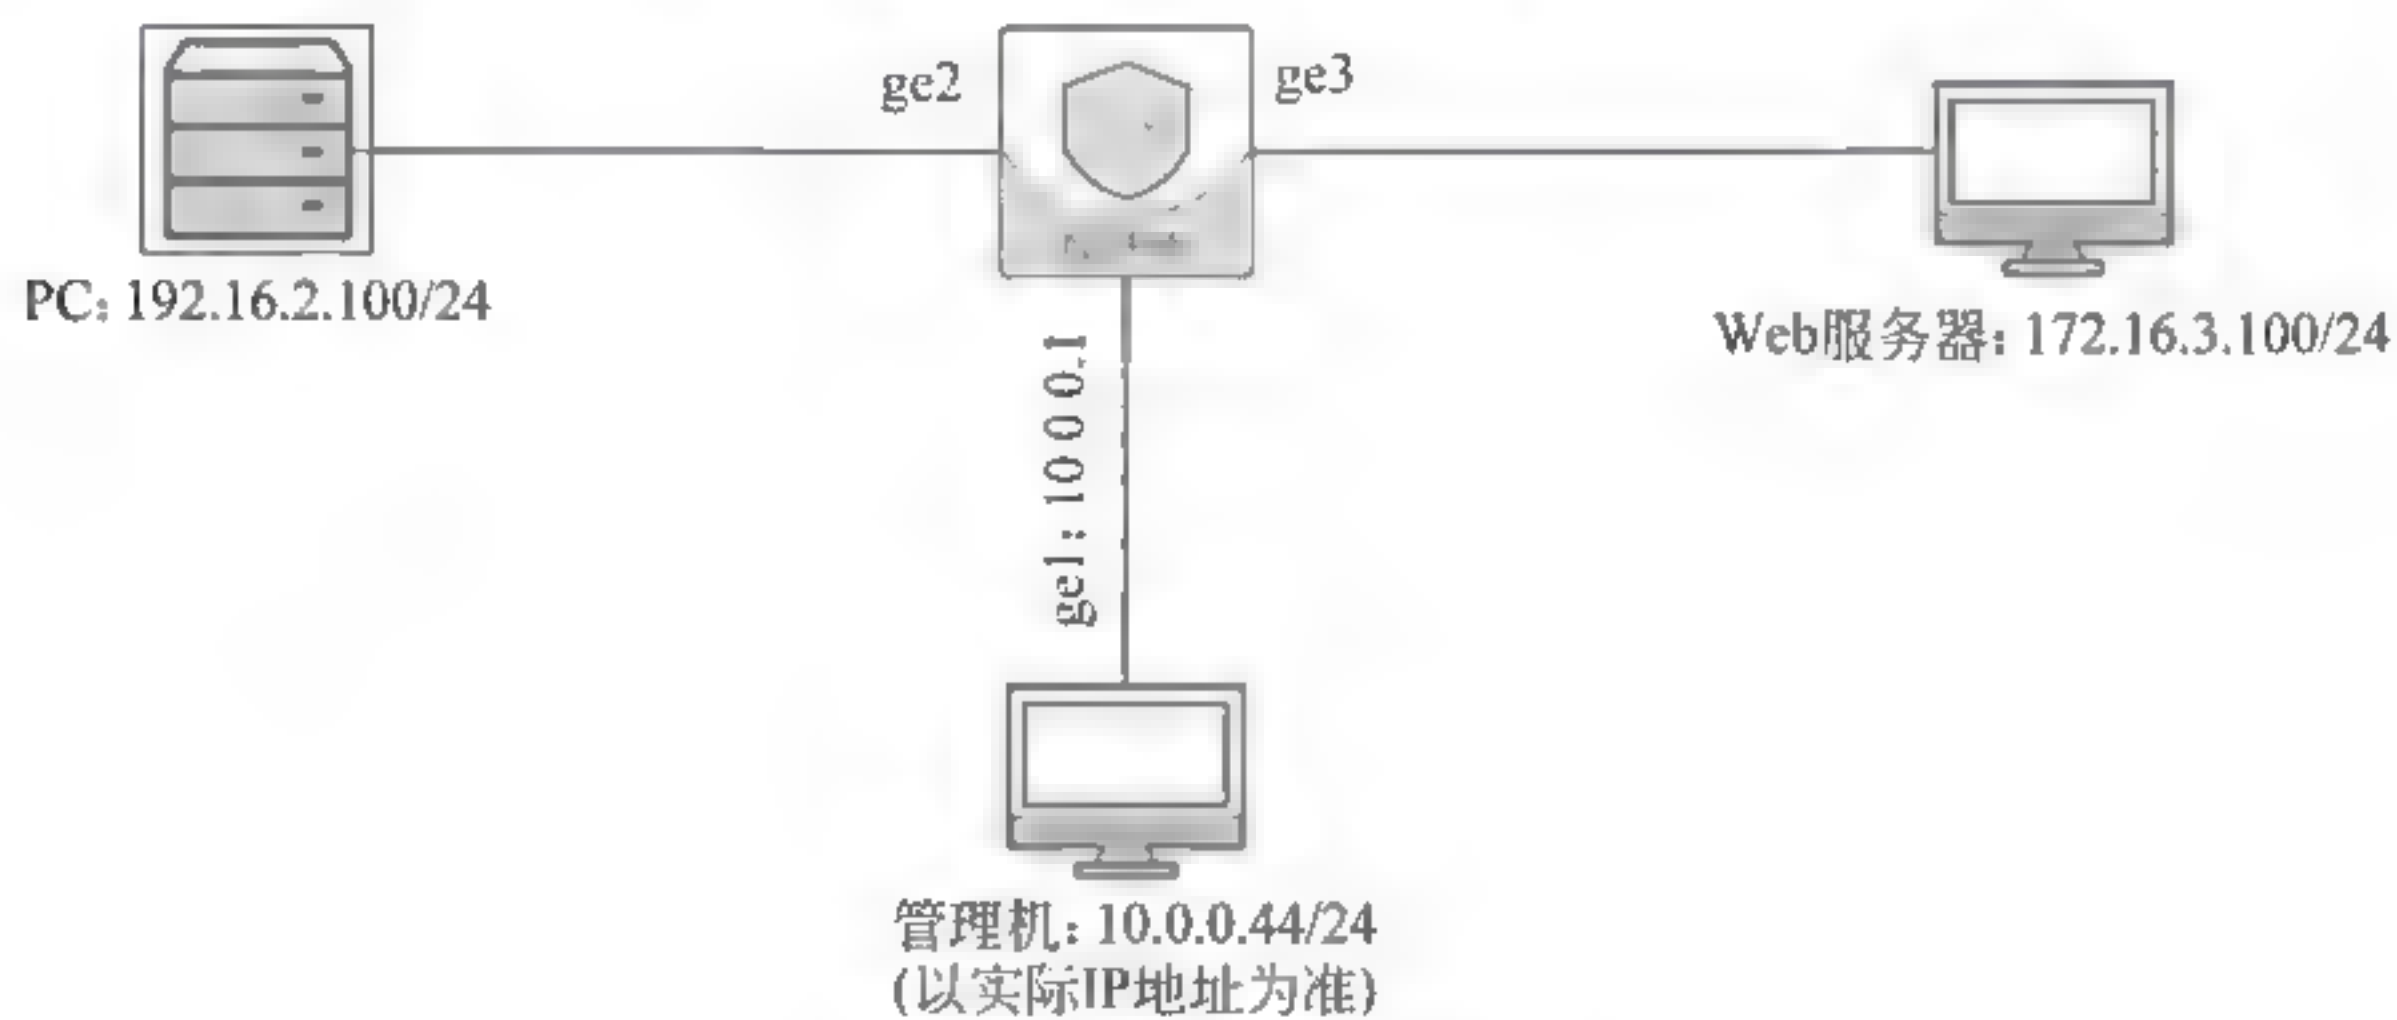 ge2
ge3
PC: 192.16.2.100/24
Web服务器: 172.16.3.100/24
ge1: 10 0 0.1
管理机: 10.0.0.44/24
(以实际IP地址为准)